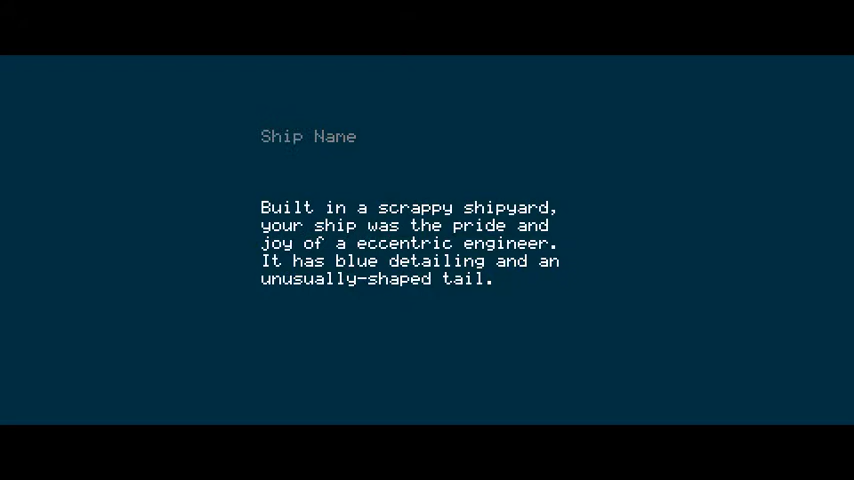 Ship Name
Built in a scrappy shipyard,
your ship was the pride and
joy of a eccentric engineer.
It has blue detailing and an
unusually-shaped tail.